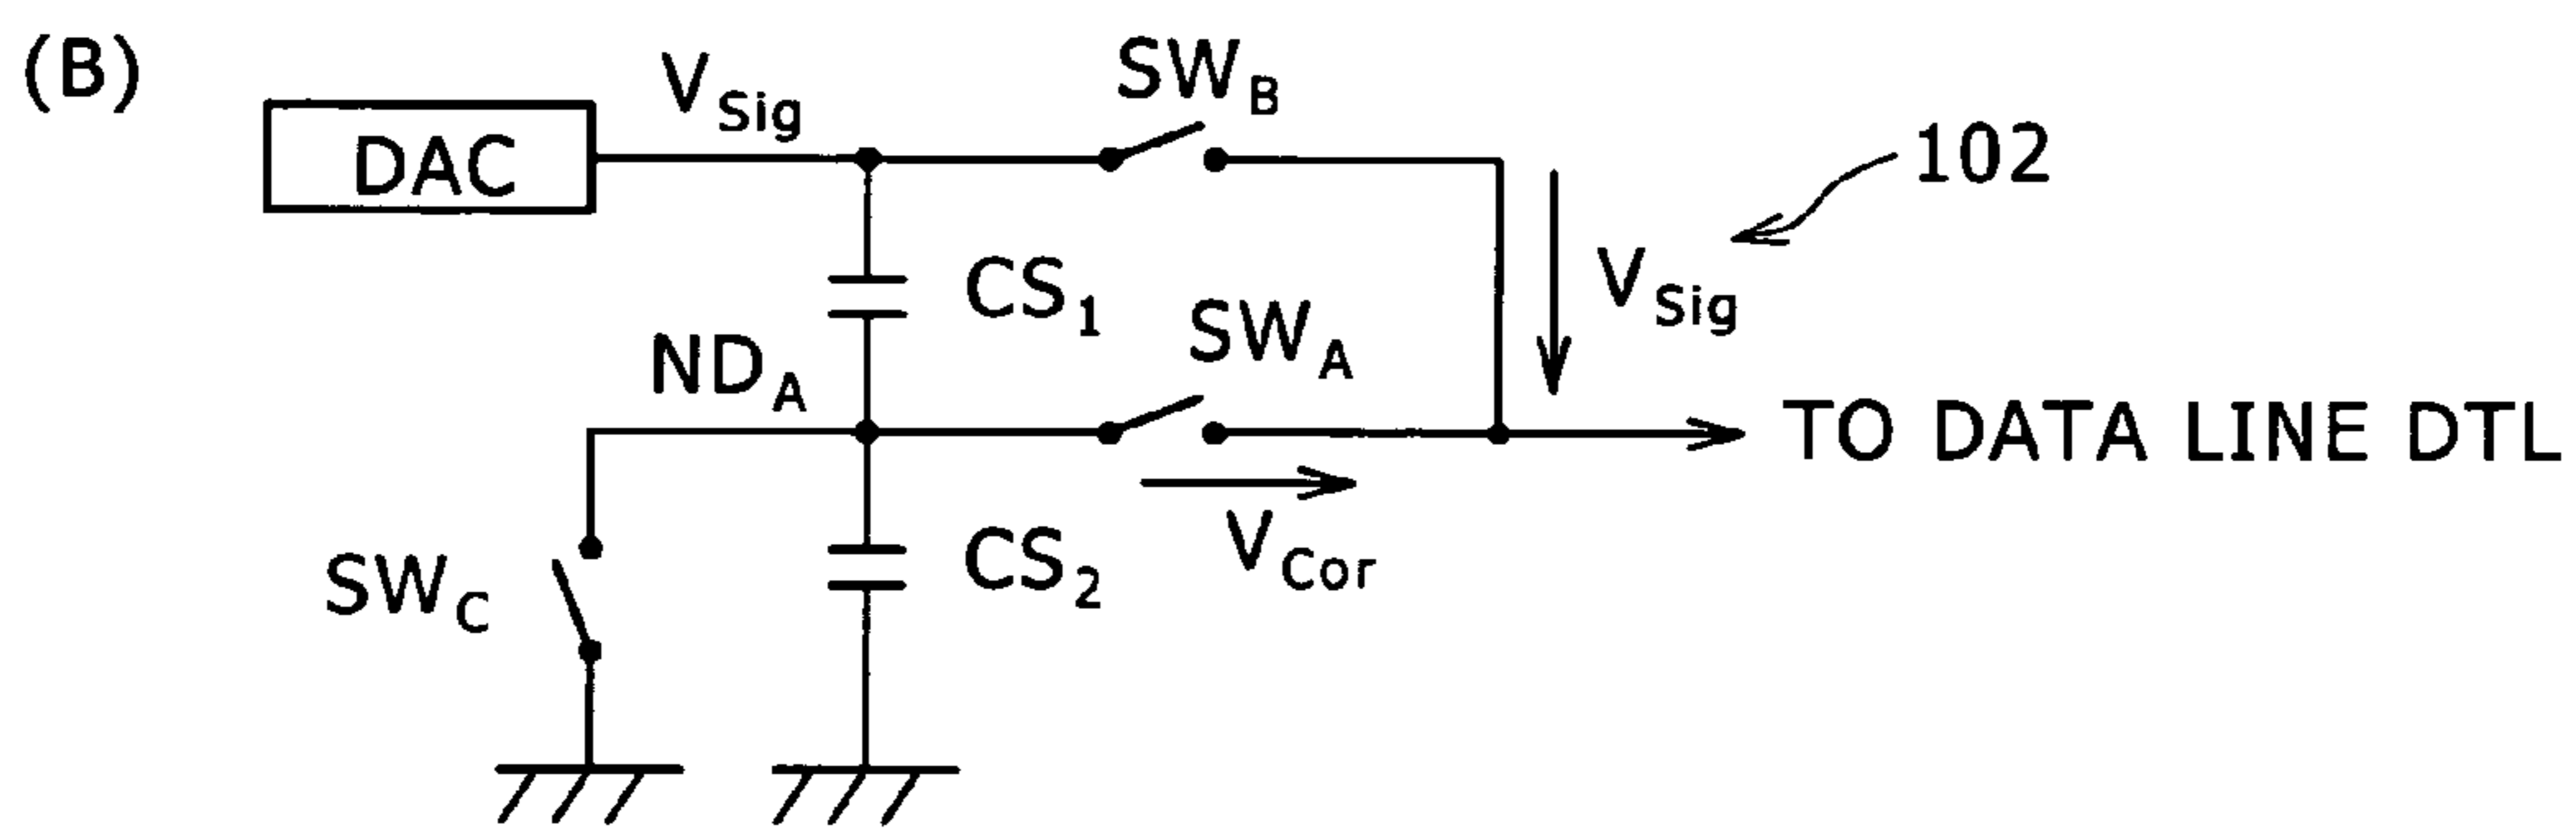 (B)
DAC
V_Sig
SW_B
102
V_Sig
CS_1
ND_A
SW_A
TO DATA LINE DTL
V_Cor
SW_C
CS_2